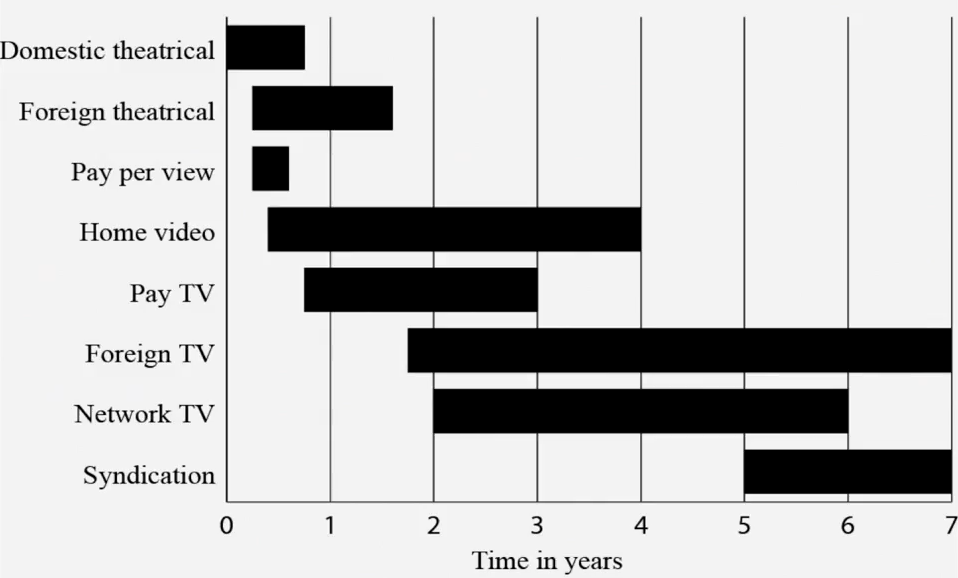 Domestic theatrical
Foreign theatrical
Pay per view
Home video
Pay TV
Foreign TV
Network TV
Syndication
0 1 2 3 4 5 6 7
Time in years